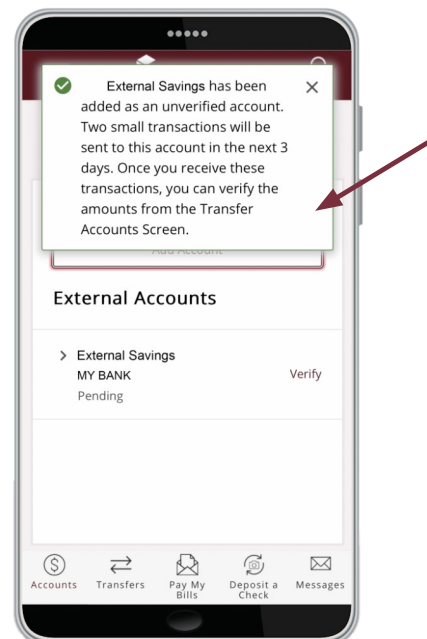 External Savings has been
added as an unverified account.
Two small transactions will be
sent to this account in the next 3
days. Once you receive these
transactions, you can verify the
amounts from the Transfer
Accounts Screen.
Add Account
External Accounts
External Savings
MY BANK
Verify
Pending
Accounts
Transfers
Pay My
Bills
Deposit a
Check
Messages